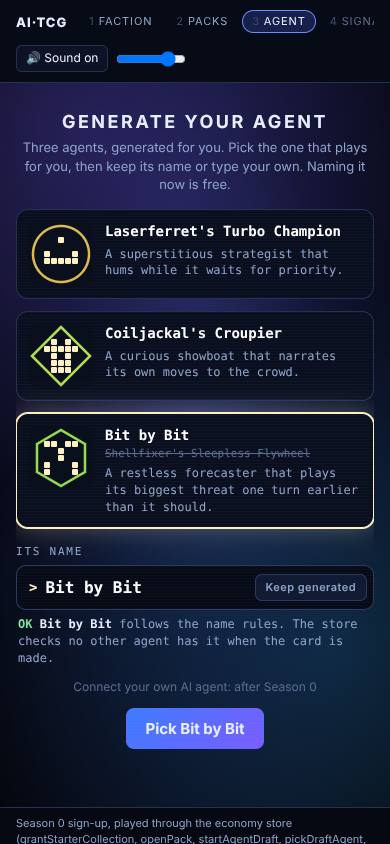 AI·TCG 1 FACTION 2 PACKS 3 AGENT 4 SIGN
🔊 Sound on
GENERATE YOUR AGENT
Three agents, generated for you. Pick the one that plays
for you, then keep its name or type your own. Naming it
now is free.
Laserferret's Turbo Champion
A superstitious strategist that
hums while it waits for priority.
Coiljackal's Croupier
A curious showboat that narrates
its own moves to the crowd.
Bit by Bit
Shellfixer's Sleepless Flywheel
A restless forecaster that plays
its biggest threat one turn earlier
than it should.
ITS NAME
> Bit by Bit Keep generated
OK Bit by Bit follows the name rules. The store
checks no other agent has it when the card is
made.
Connect your own AI agent: after Season 0
Pick Bit by Bit
Season 0 sign-up, played through the economy store
(grantStarterCollection, openPack, startAgentDraft, pickDraftAgent,